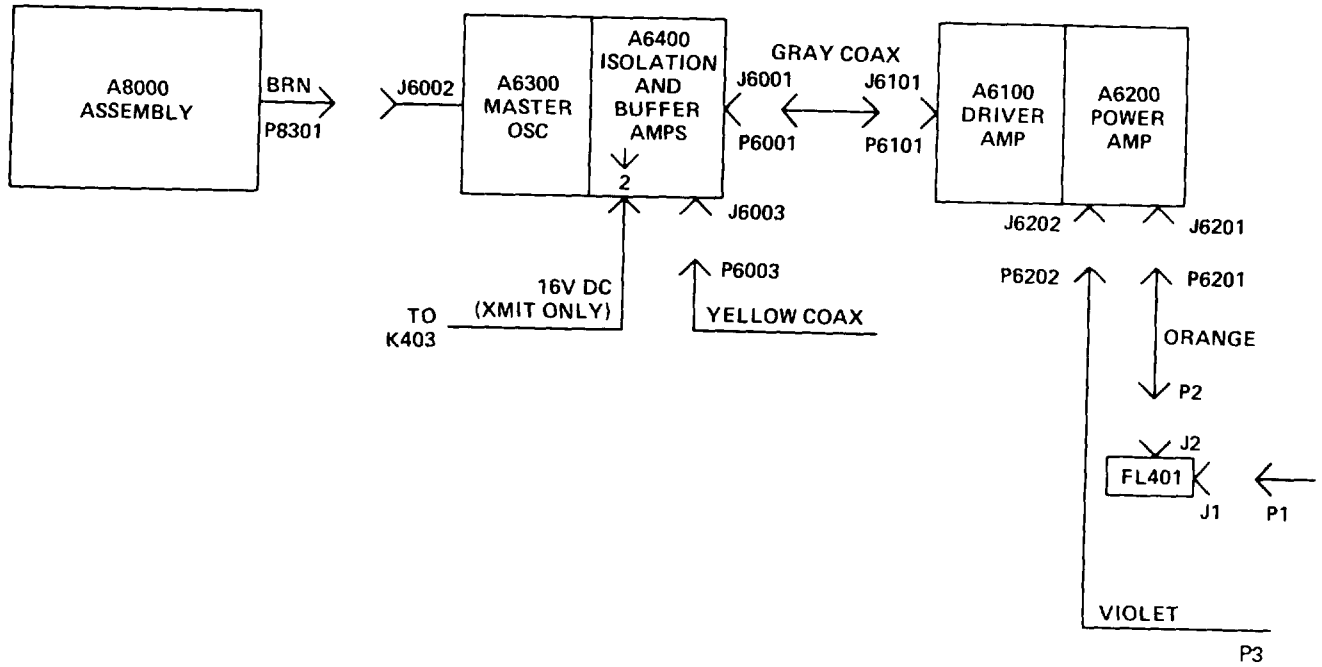 A8000
ASSEMBLY
BRN
P8301
J6002
A6300
MASTER
OSC
A6400
ISOLATION
AND
BUFFER
AMPS
2
GRAY COAX
J6001
J6101
P6001
P6101
A6100
DRIVER
AMP
A6200
POWER
AMP
J6003
P6003
16V DC
(XMIT ONLY)
TO
K403
YELLOW COAX
J6202
J6201
P6202
P6201
ORANGE
P2
J2
FL401
J1
P1
VIOLET
P3